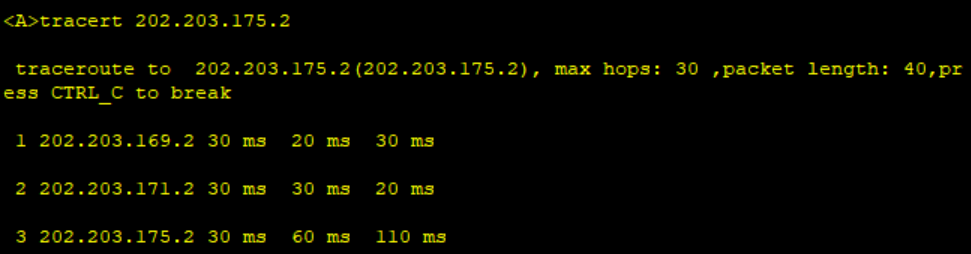 <A>tracert 202.203.175.2
traceroute to  202.203.175.2(202.203.175.2), max hops: 30 ,packet length: 40,pr
ess CTRL_C to break
1 202.203.169.2 30 ms  20 ms  30 ms
2 202.203.171.2 30 ms  30 ms  20 ms
3 202.203.175.2 30 ms  60 ms  110 ms